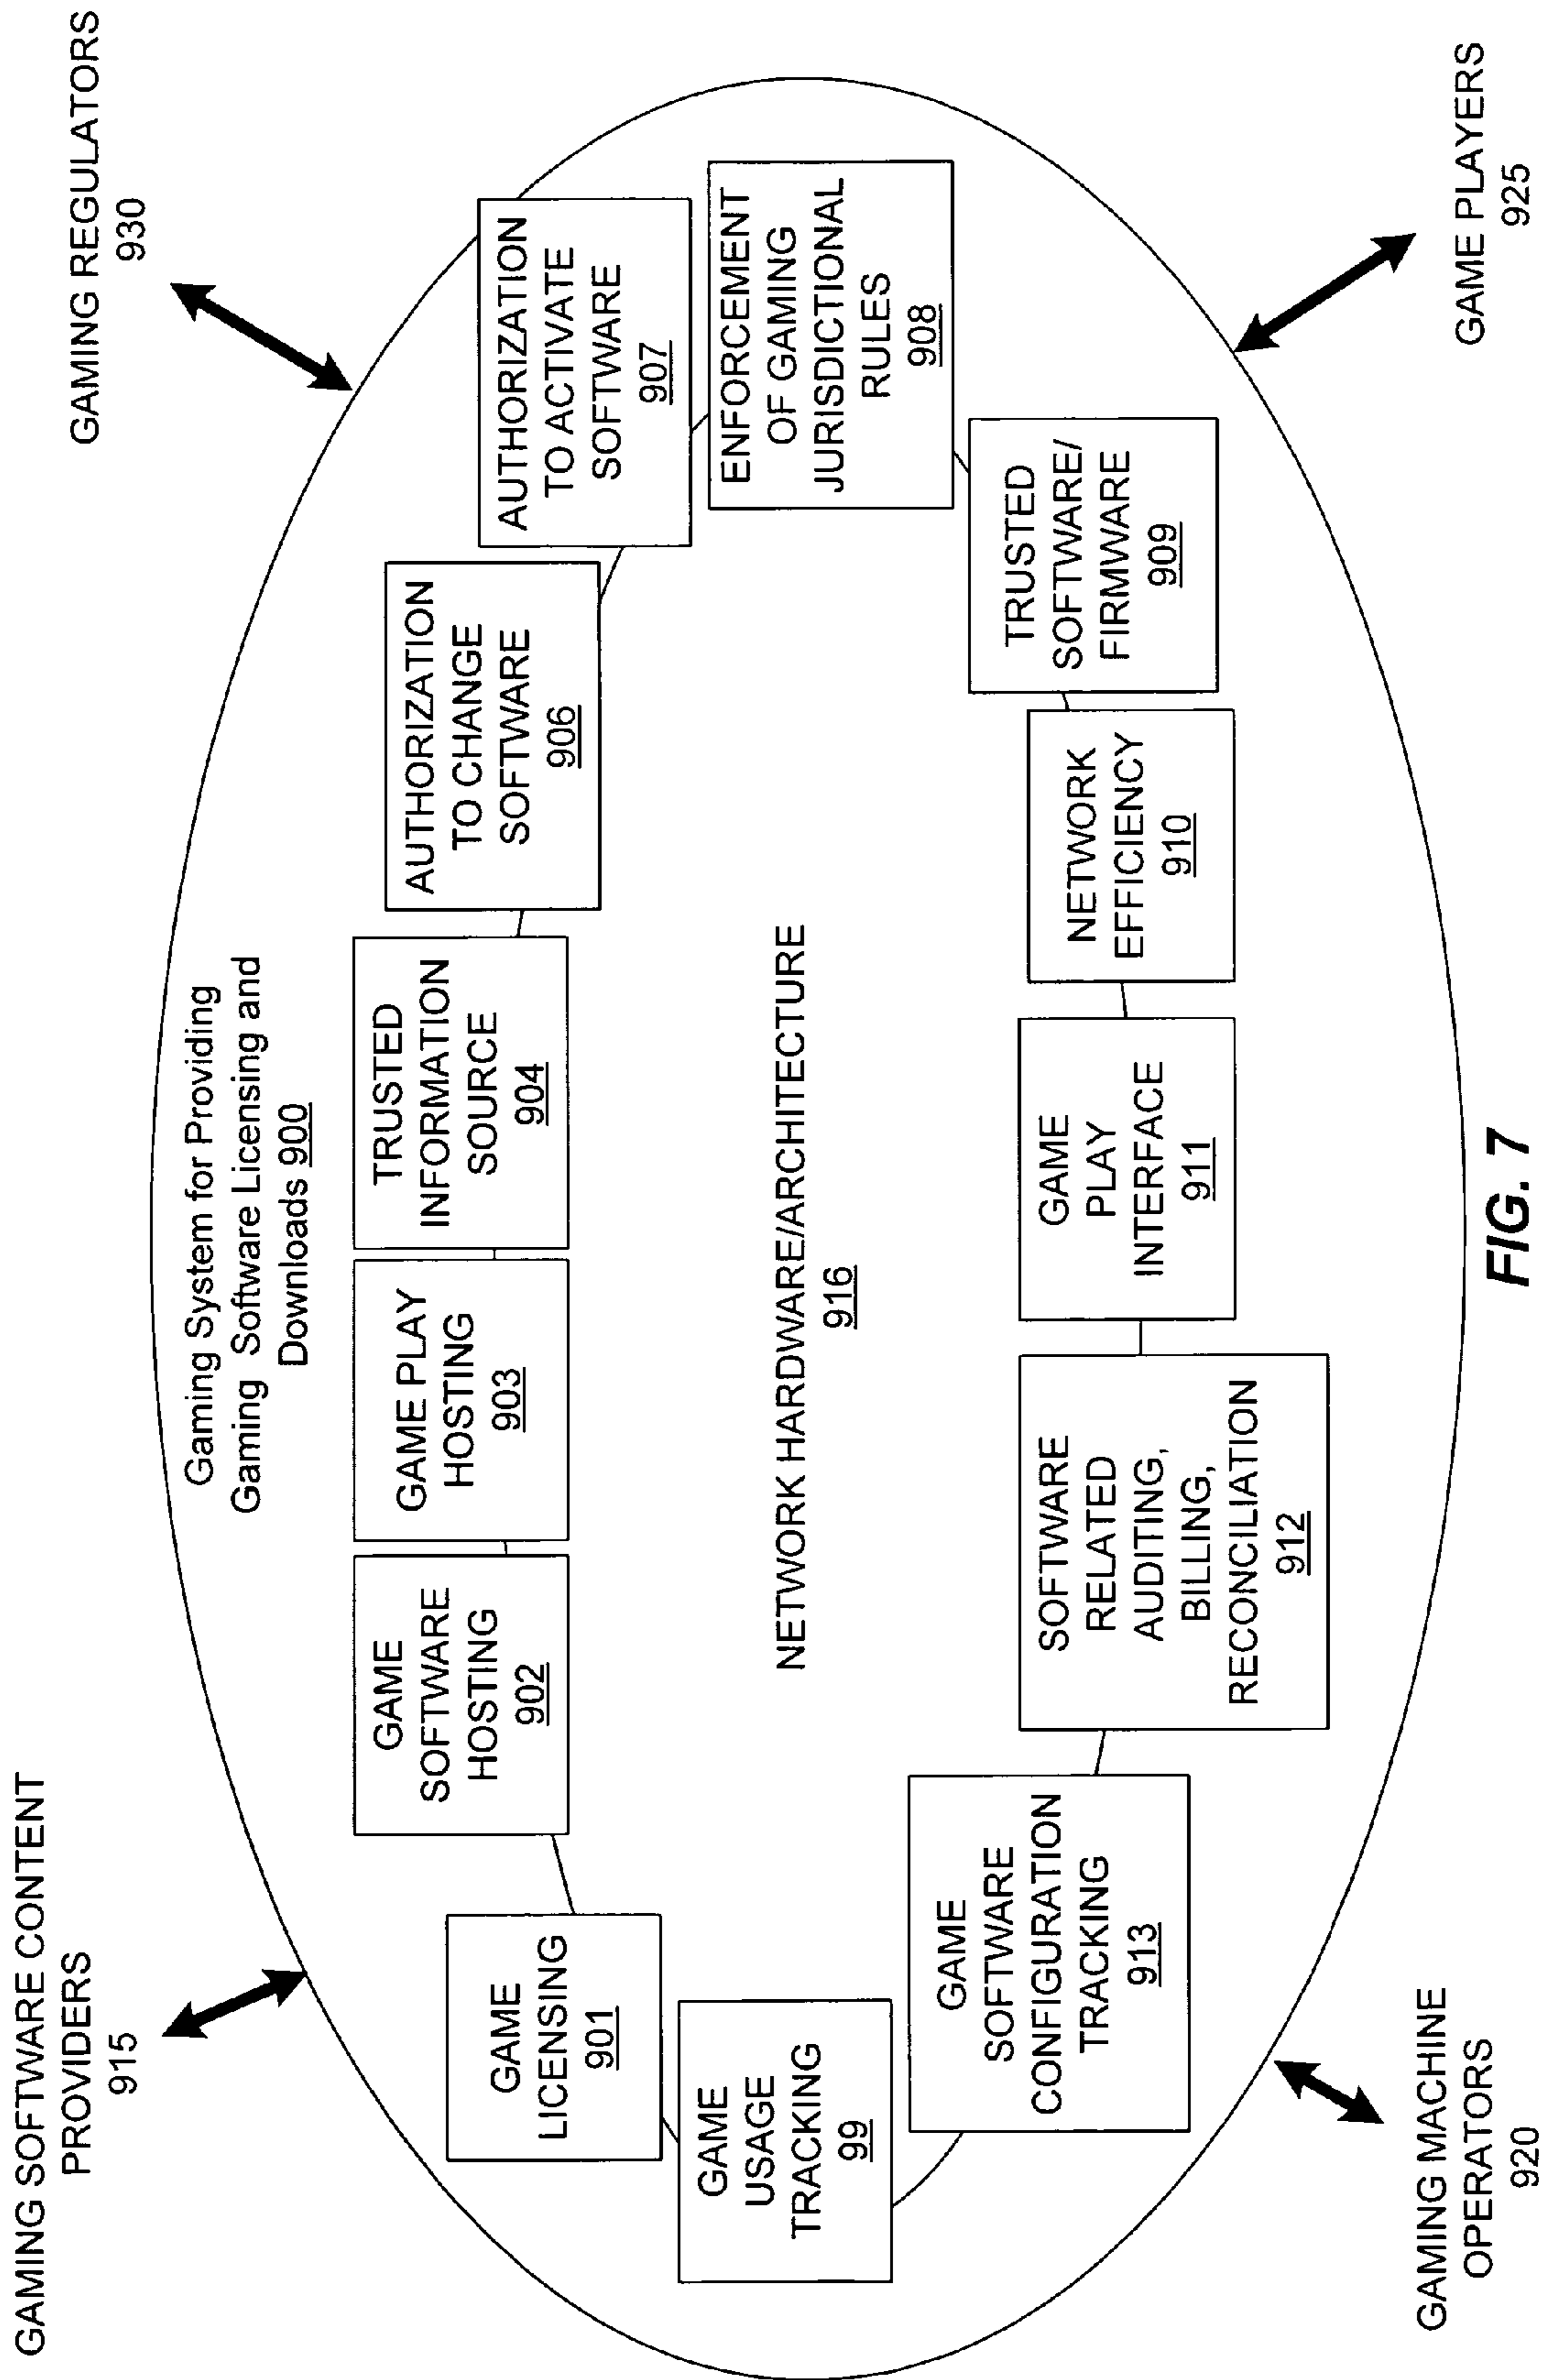 GAMING SOFTWARE CONTENT
PROVIDERS
915
GAMING REGULATORS
930
Gaming System for Providing
Gaming Software Licensing and
Downloads 900
GAME
LICENSING
901
GAME
SOFTWARE
HOSTING
902
GAME PLAY
HOSTING
903
TRUSTED
INFORMATION
SOURCE
904
AUTHORIZATION
TO CHANGE
SOFTWARE
906
AUTHORIZATION
TO ACTIVATE
SOFTWARE
907
GAME
USAGE
TRACKING
99
NETWORK HARDWARE/ARCHITECTURE
916
ENFORCEMENT
OF GAMING
JURISDICTIONAL
RULES
908
GAME
SOFTWARE
CONFIGURATION
TRACKING
913
SOFTWARE
RELATED
AUDITING,
BILLING,
RECONCILIATION
912
GAME
PLAY
INTERFACE
911
NETWORK
EFFICIENCY
910
TRUSTED
SOFTWARE/
FIRMWARE
909
GAMING MACHINE
OPERATORS
920
GAME PLAYERS
925
FIG. 7